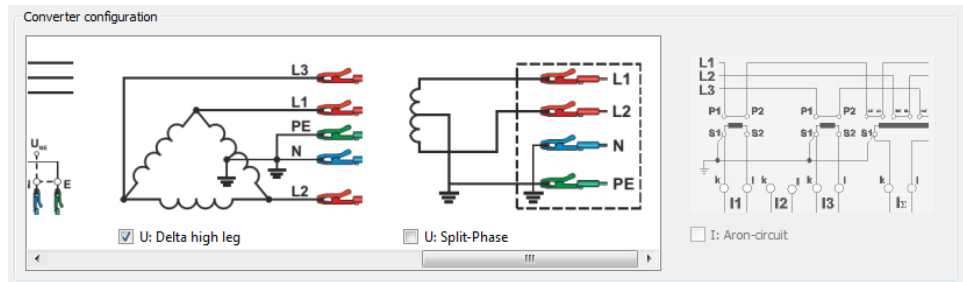 Converter configuration
U_NE
E
L3
L1
PE
N
L2
U: Delta high leg
L1
L2
N
PE
U: Split-Phase
L1
L2
L3
P1 P2 P1 P2
S1 S2 S1 S2 S1
k l k l k l k l
I1 I2 I3 IΣ
I: Aron-circuit